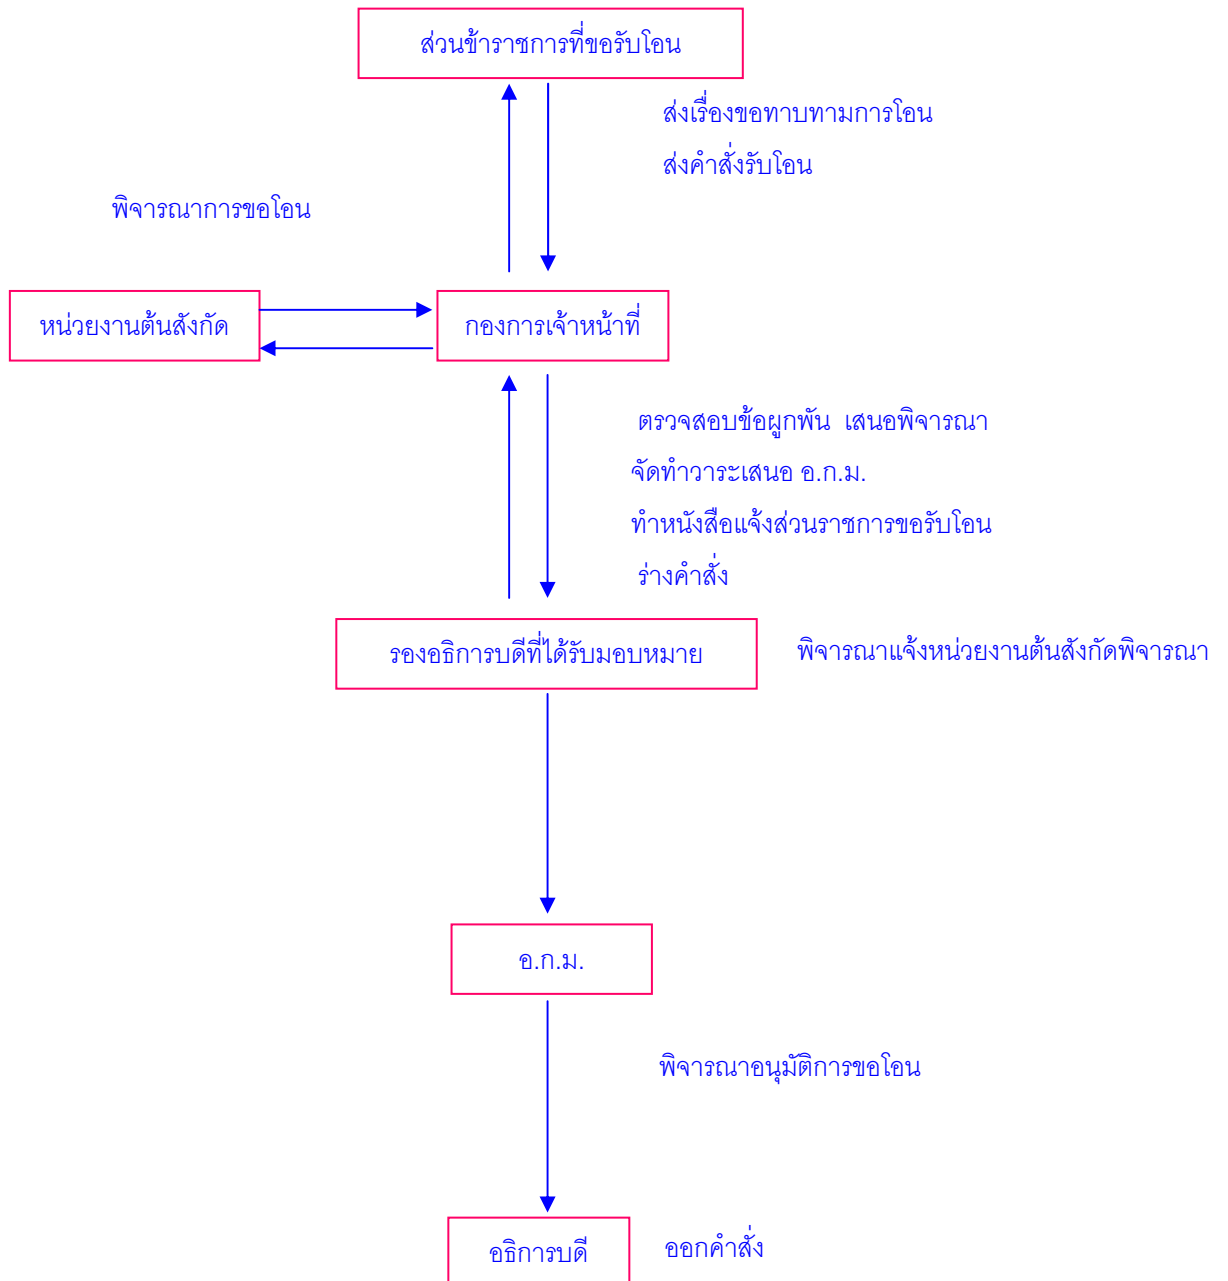 ส่วนข้าราชการที่ขอรับโอน
ส่งเรื่องขอทาบทามการโอน
ส่งคำสั่งรับโอน
พิจารณาการขอโอน
หน่วยงานต้นสังกัด
กองการเจ้าหน้าที่
ตรวจสอบข้อผูกพัน เสนอพิจารณา
จัดทำวาระเสนอ อ.ก.ม.
ทำหนังสือแจ้งส่วนราชการขอรับโอน
ร่างคำสั่ง
รองอธิการบดีที่ได้รับมอบหมาย
พิจารณาแจ้งหน่วยงานต้นสังกัดพิจารณา
อ.ก.ม.
พิจารณาอนุมัติการขอโอน
อธิการบดี
ออกคำสั่ง